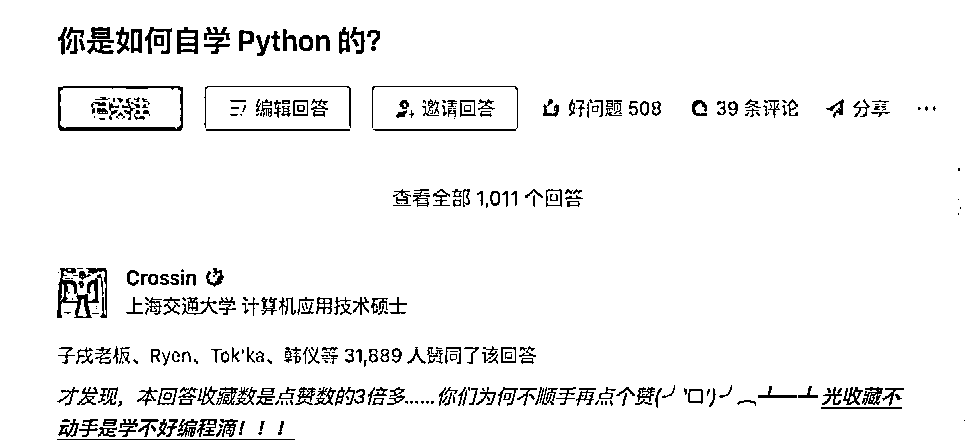 你是如何自学 Python 的？
编辑回答 邀请回答 好问题 508 39 条评论 分享 ···
查看全部 1,011 个回答
Crossin
上海交通大学 计算机应用技术硕士
子戌老板、Ryen、Tok'ka、韩仪等 31,889 人赞同了该回答
才发现，本回答收藏数是点赞数的3倍多……你们为何不顺手再点个赞(╯‵□′)╯︵┻━┻ 光收藏不
动手是学不好编程滴！！！